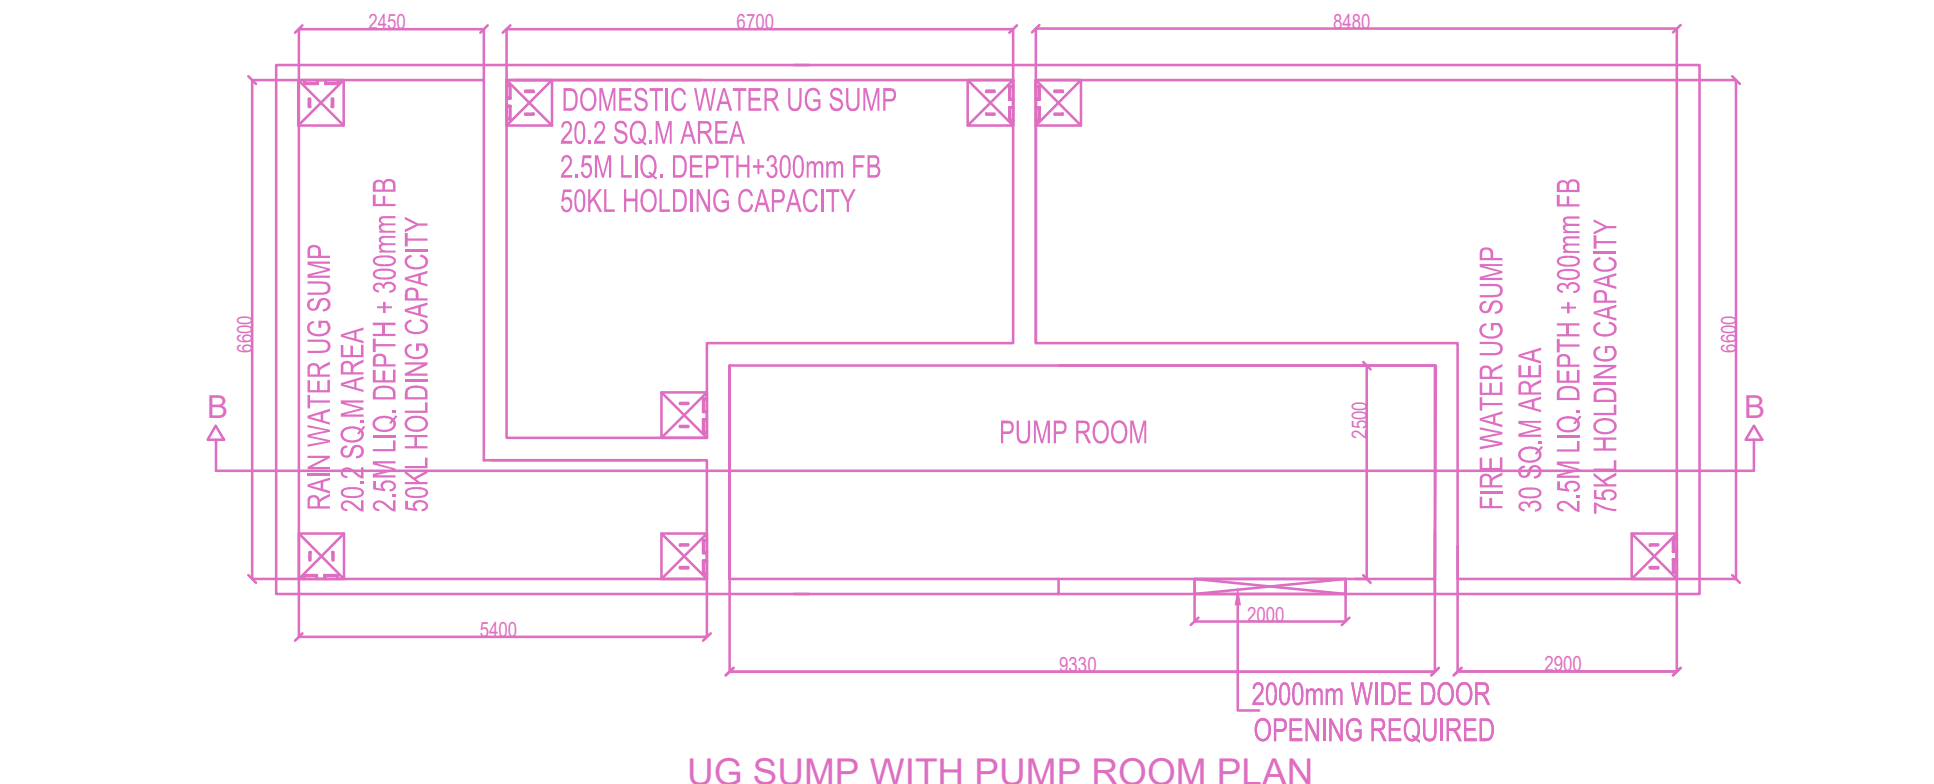 2450
6700
8480
DOMESTIC WATER UG SUMP
20.2 SQ.M AREA
2.5M LIQ. DEPTH+300mm FB
50KL HOLDING CAPACITY
6600
RAIN WATER UG SUMP
20.2 SQ.M AREA
2.5M LIQ. DEPTH + 300mm FB
50KL HOLDING CAPACITY
PUMP ROOM
2500
FIRE WATER UG SUMP
30 SQ.M AREA
2.5M LIQ. DEPTH + 300mm FB
75KL HOLDING CAPACITY
6600
B
B
5400
2000
9330
2900
2000mm WIDE DOOR
OPENING REQUIRED
UG SUMP WITH PUMP ROOM PLAN